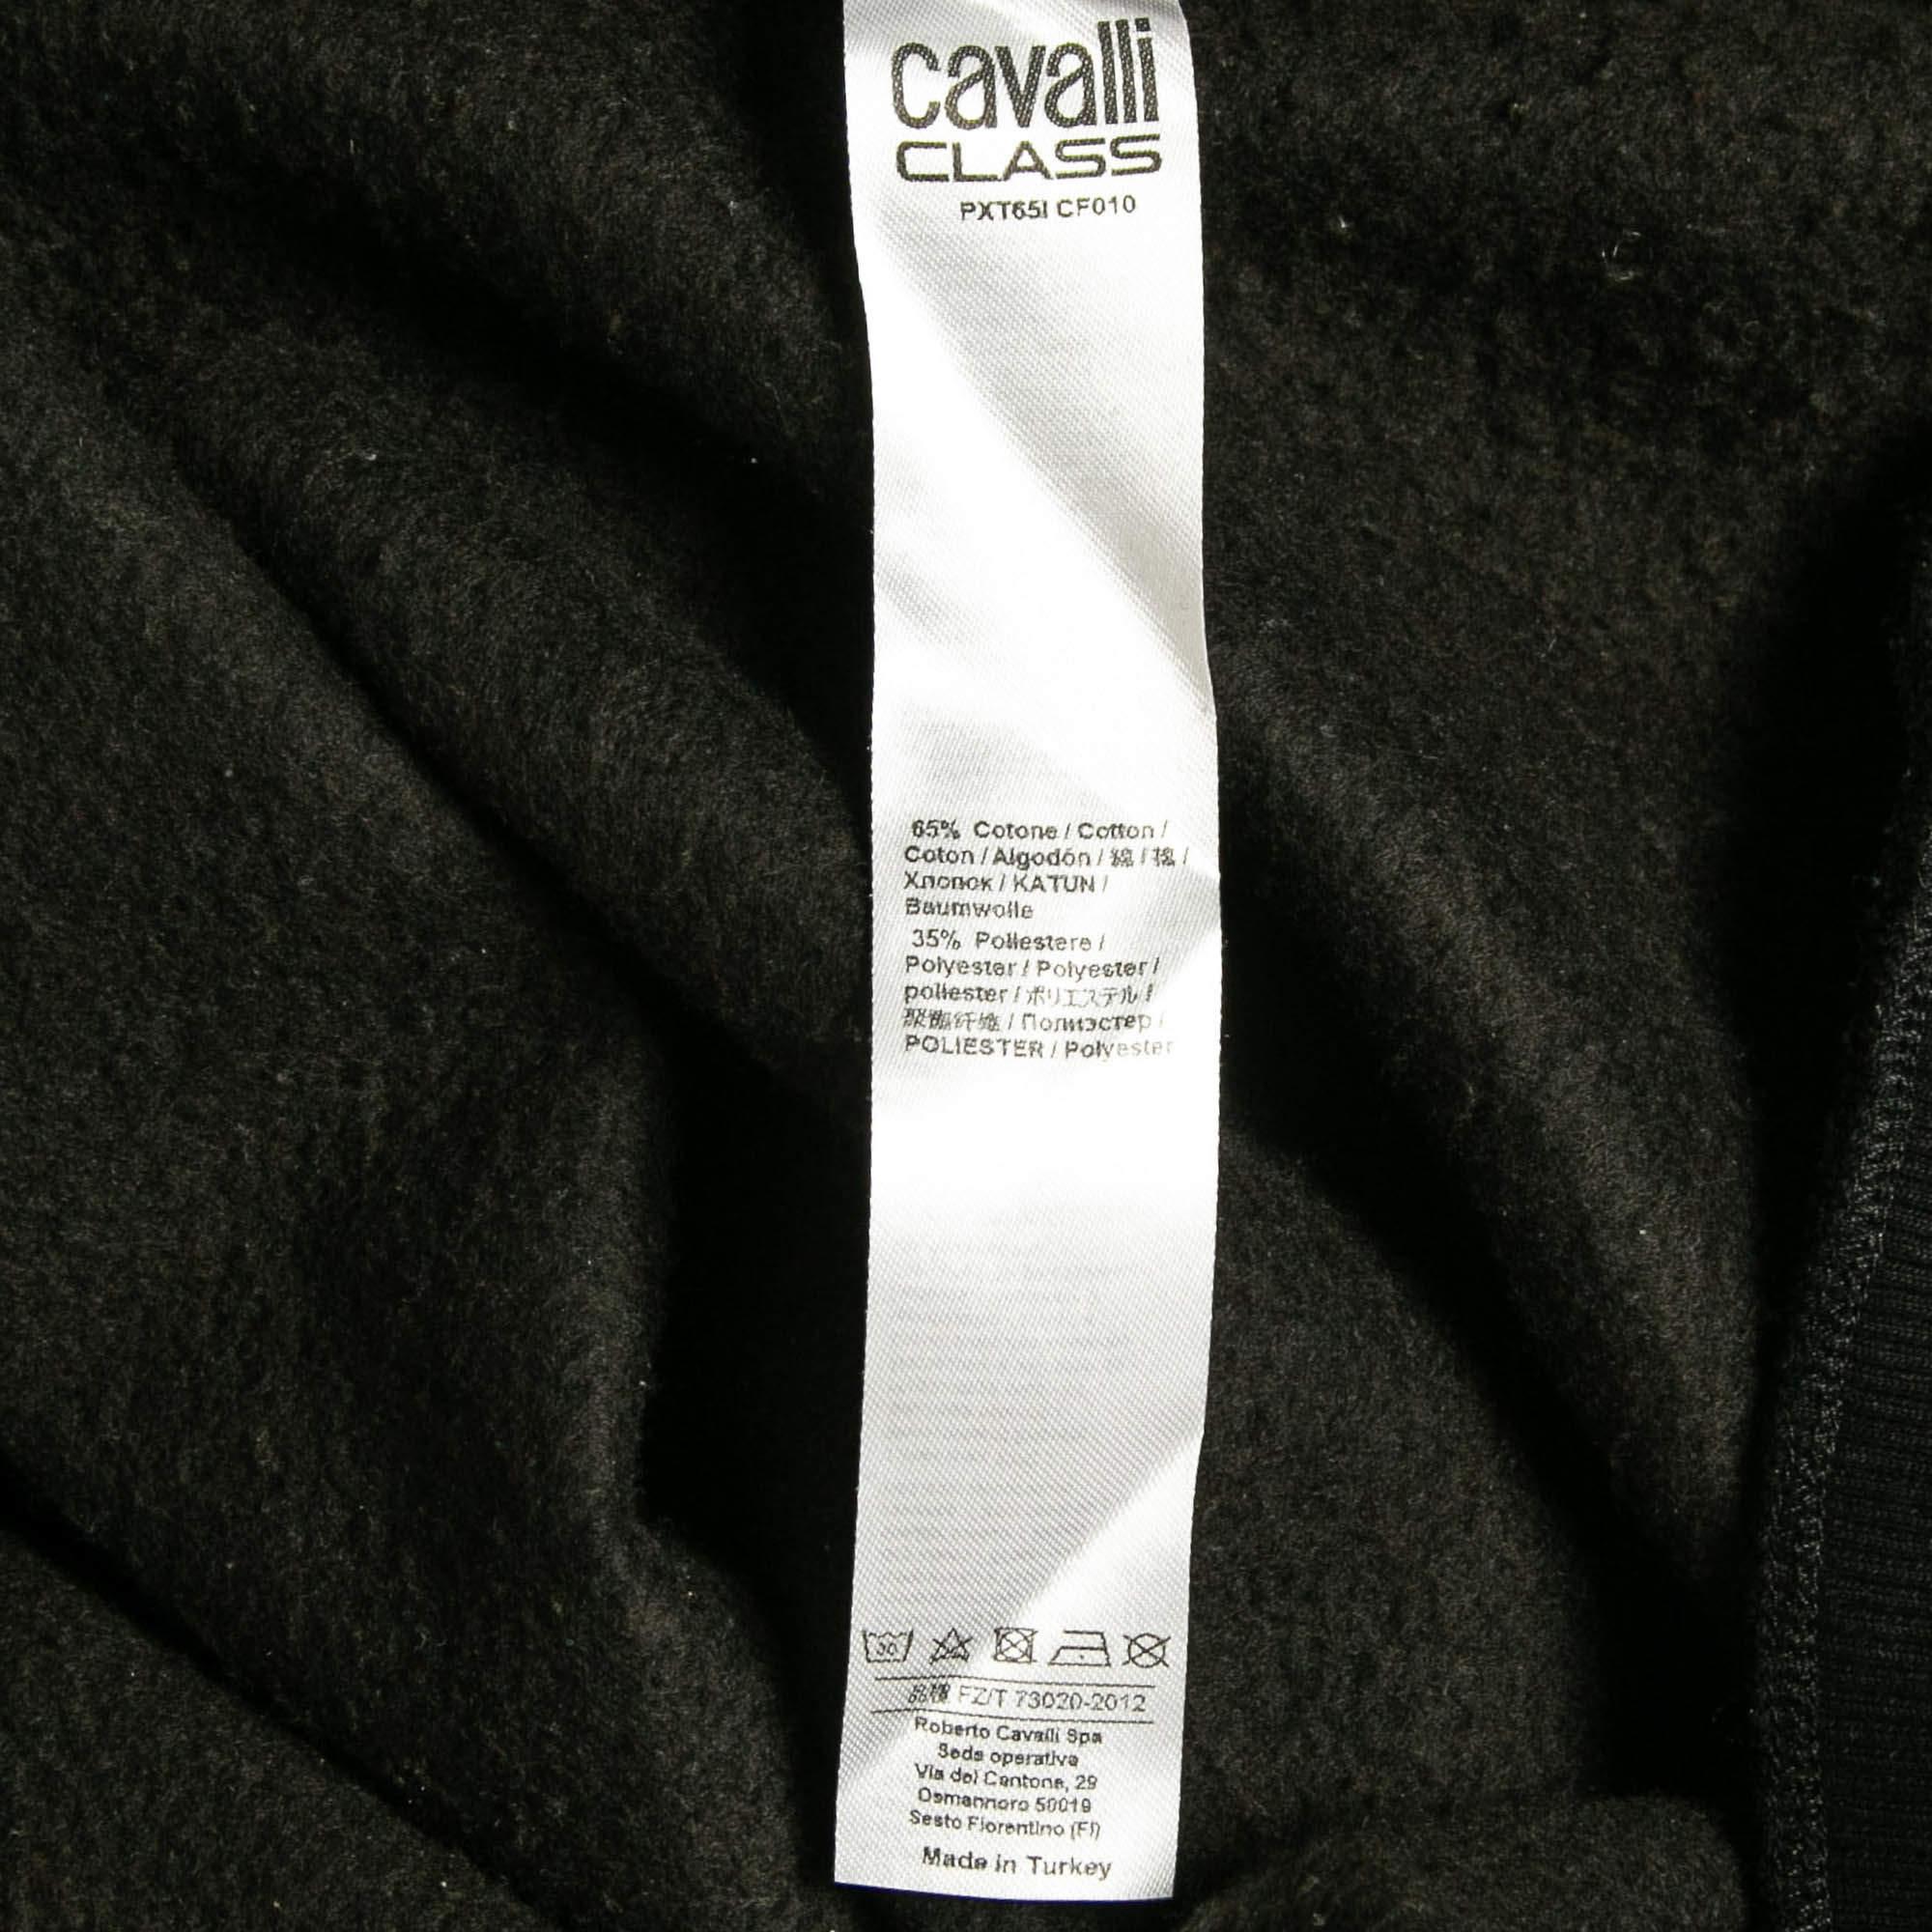 cavalli
CLASS
PXT65I CF010
65% Cotone / Cotton /
Coton / Algodón / 綿 / 棉 /
Хлопок / KATUN /
Baumwolle
35% Poliestere /
Polyester / Polyester /
poliester / ポリエステル /
聚酯纤维 / Полиэстер /
POLIESTER / Polyester
30
FZ/T 73020-2012
Roberto Cavalli Spa
Sede operativa
Via del Cantone, 29
Osmannoro 50019
Sesto Fiorentino (FI)
Made in Turkey